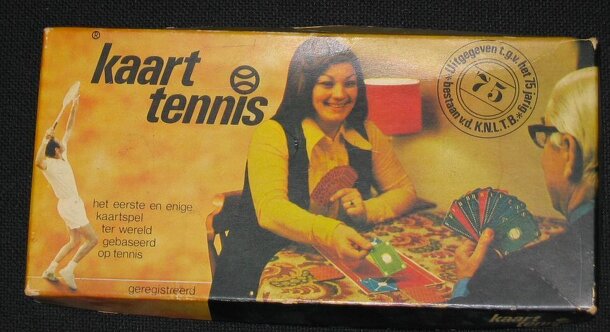 ®
kaart
tennis
het eerste en enige
kaartspel
ter wereld
gebaseerd
op tennis
geregistreerd
Uitgegeven t.g.v. het 75 jarig
bestaan v.d. K.N.L.T.B.
75
kaart